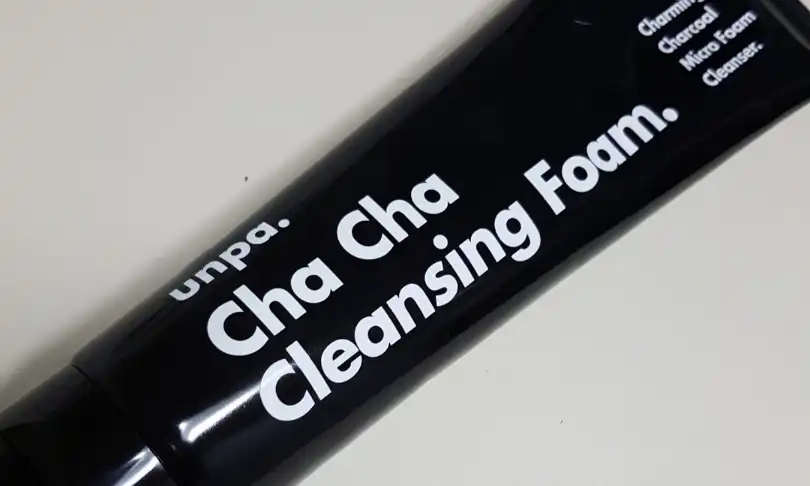 unpa.
Cha Cha
Cleansing Foam.
Charming
Charcoal
Micro Foam
Cleanser.